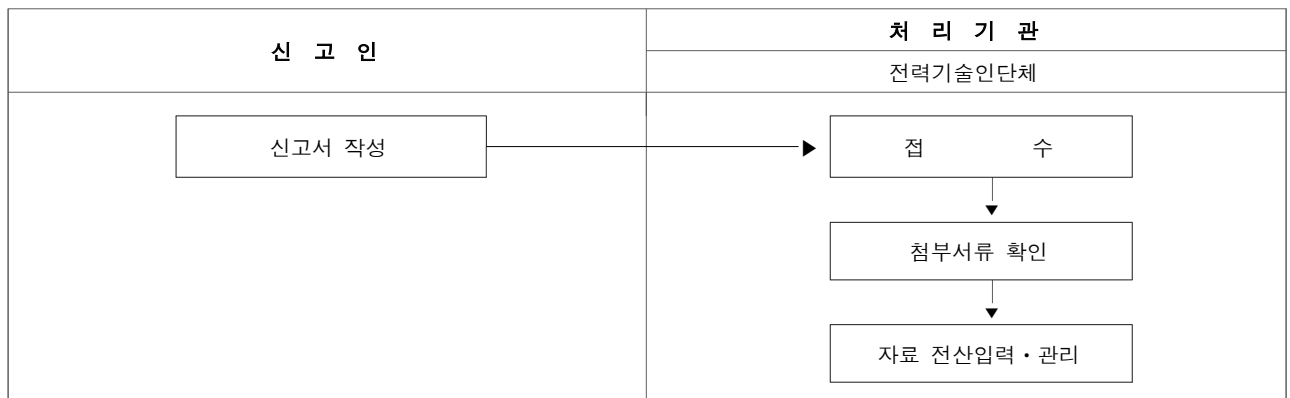 신 고 인
처 리 기 관
전력기술인단체
신고서 작성
접 수
첨부서류 확인
자료 전산입력・관리